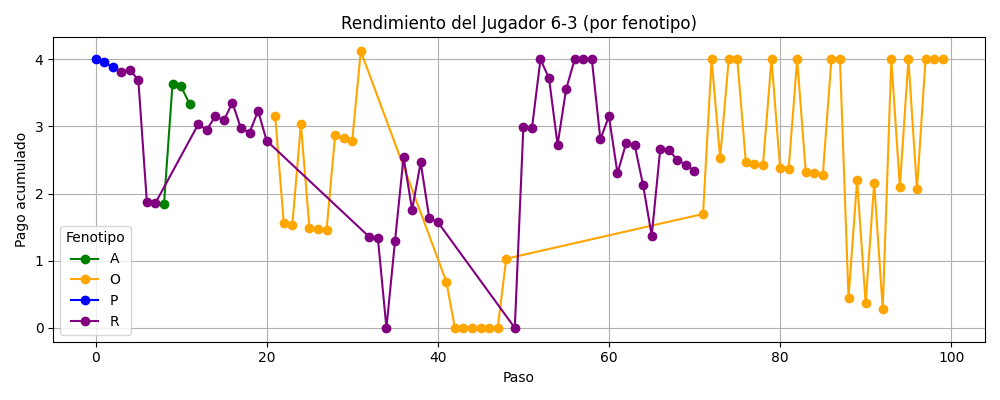 Rendimiento del Jugador 6-3 (por fenotipo)
Pago acumulado
4
3
2
1
0
Fenotipo
A
O
P
R
0 20 40 60 80 100
Paso